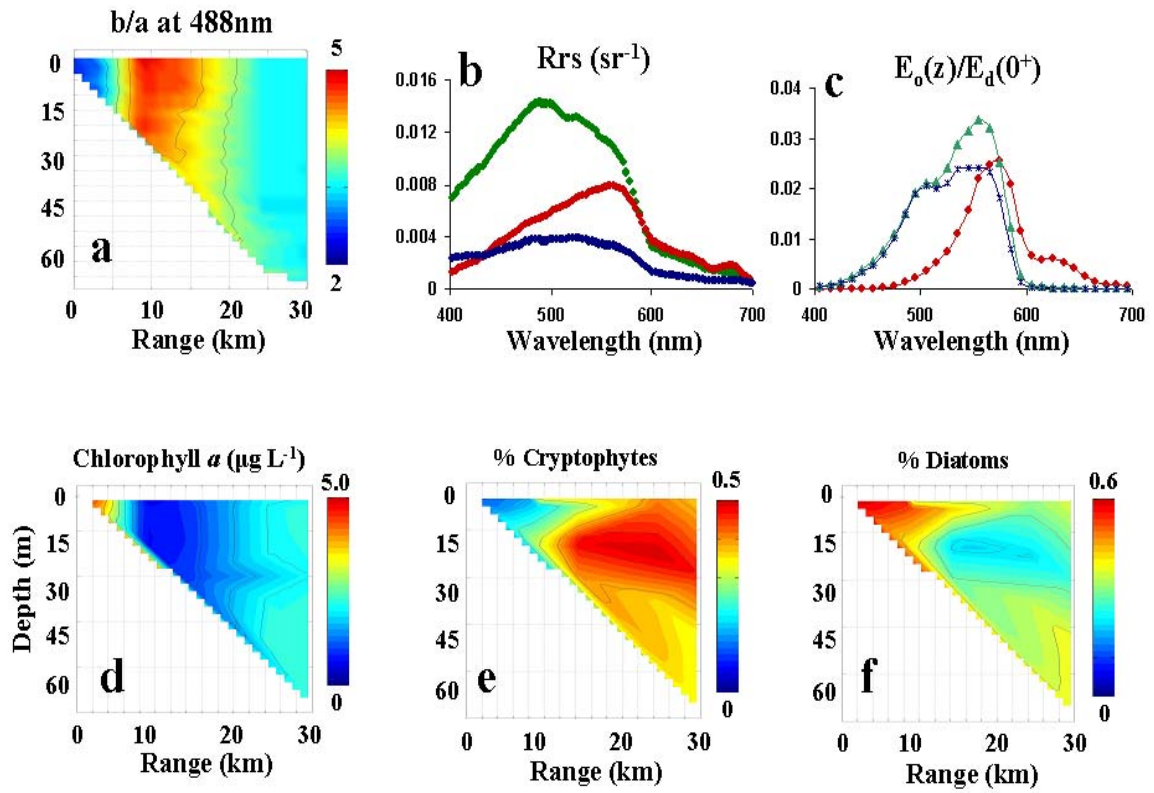 b/a at 488nm
5
0
15
30
45
60
a
2
0 10 20 30
Range (km)
b
Rrs (sr-1)
0.016
0.012
0.008
0.004
0
400 500 600 700
Wavelength (nm)
c
Eo(z)/Ed(0+)
0.04
0.03
0.02
0.01
0
400 500 600 700
Wavelength (nm)
Chlorophyll a (µg L-1)
5.0
0
15
30
45
60
Depth (m)
d
0
0 10 20 30
Range (km)
% Cryptophytes
0.5
0
15
30
45
60
e
0
0 10 20 30
Range (km)
% Diatoms
0.6
0
15
30
45
60
f
0
0 10 20 30
Range (km)